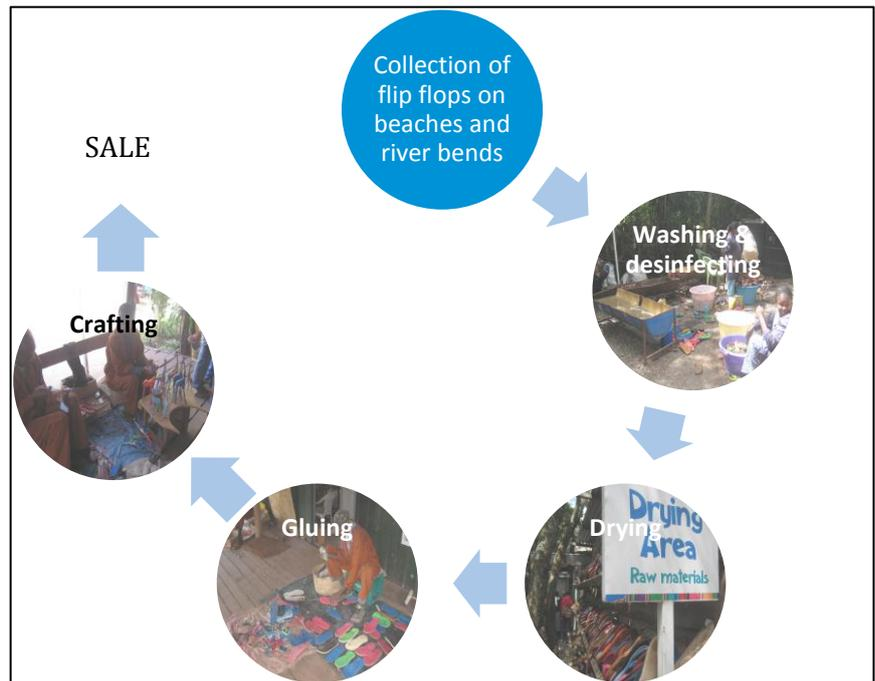 Collection of
flip flops on
beaches and
river bends
SALE
Washing &
desinfecting
Crafting
Gluing
Drying
Drying
Area
Raw materials